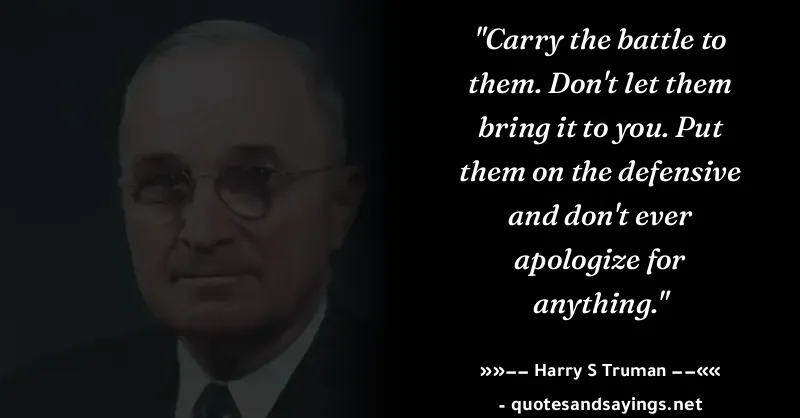 "Carry the battle to
them. Don't let them
bring it to you. Put
them on the defensive
and don't ever
apologize for
anything."
»»−− Harry S Truman −−««
- quotesandsayings.net